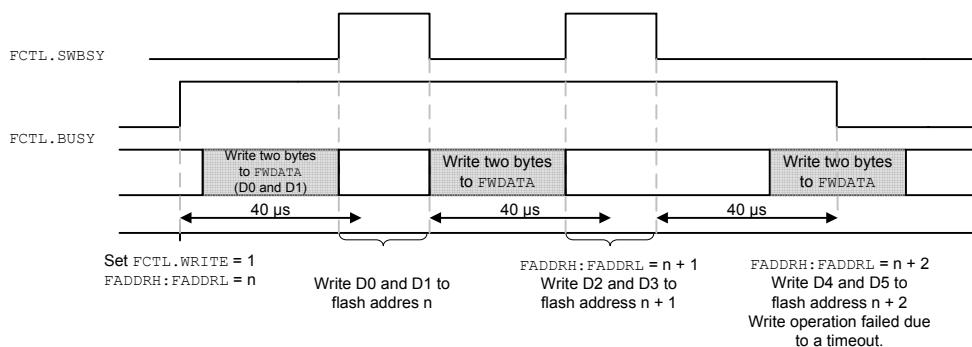 FCTL.SWBSY
FCTL.BUSY
Write two bytes
to FWDATA
(D0 and D1)
Write two bytes
to FWDATA
Write two bytes
to FWDATA
40 µs
40 µs
40 µs
Set FCTL.WRITE = 1
FADDRH:FADDRL = n
Write D0 and D1 to
flash addres n
FADDRH:FADDRL = n + 1
Write D2 and D3 to
flash address n + 1
FADDRH:FADDRL = n + 2
Write D4 and D5 to
flash address n + 2
Write operation failed due
to a timeout.